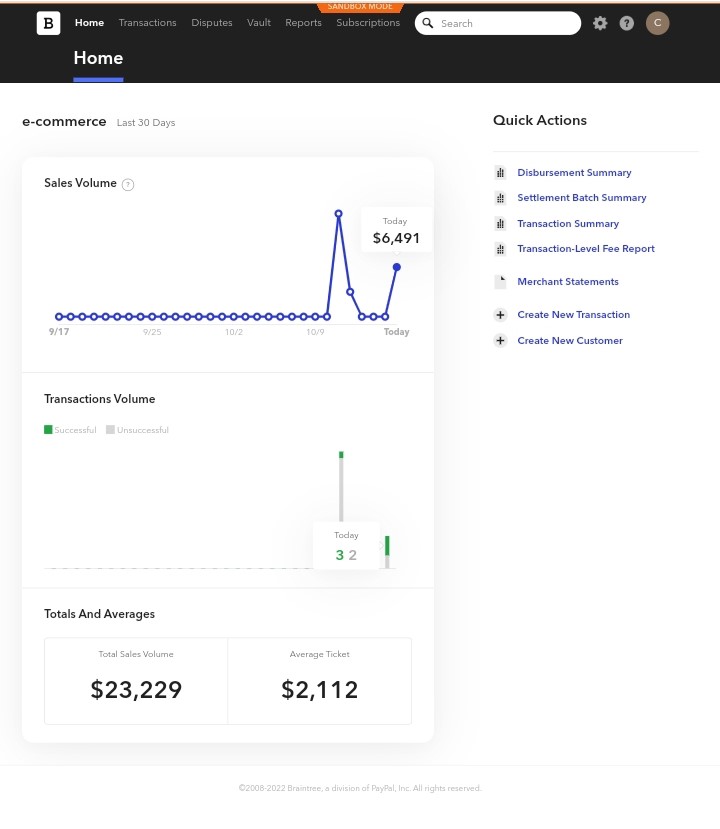 SANDBOX MODE
B Home Transactions Disputes Vault Reports Subscriptions Search ? C
Home
e-commerce Last 30 Days
Quick Actions
Sales Volume ?
Today
$6,491
9/17 9/25 10/2 10/9 Today
Disbursement Summary
Settlement Batch Summary
Transaction Summary
Transaction-Level Fee Report
Merchant Statements
Create New Transaction
Create New Customer
Transactions Volume
Successful Unsuccessful
Today
3 2
Totals And Averages
Total Sales Volume Average Ticket
$23,229 $2,112
©2008-2022 Braintree, a division of PayPal, Inc. All rights reserved.